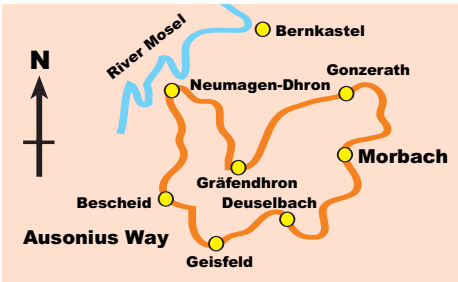 River Mosel
Bernkastel
N
Gonzerath
Neumagen-Dhron
Morbach
Gräfendhron
Bescheid
Deuselbach
Ausonius Way
Geisfeld